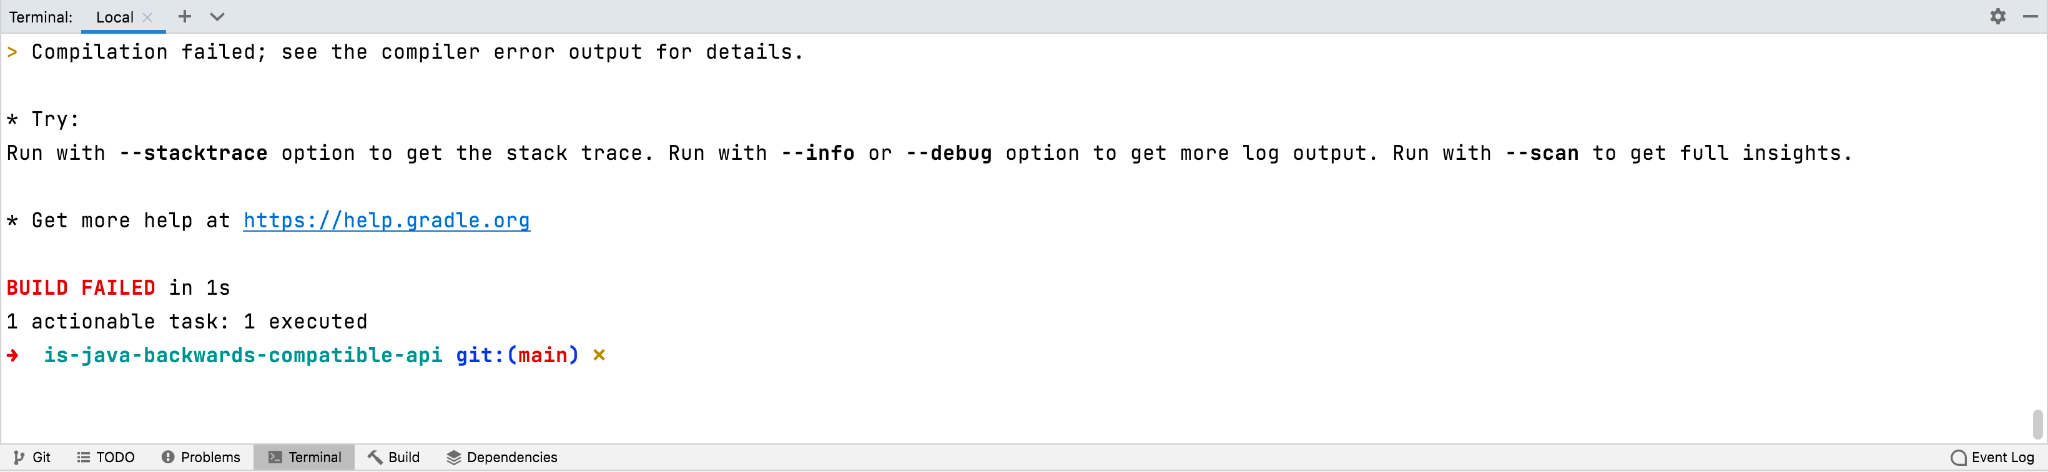 Terminal: Local
> Compilation failed; see the compiler error output for details.
* Try:
Run with --stacktrace option to get the stack trace. Run with --info or --debug option to get more log output. Run with --scan to get full insights.
* Get more help at https://help.gradle.org
BUILD FAILED in 1s
1 actionable task: 1 executed
➜ is-java-backwards-compatible-api git:(main) ✗
Git TODO Problems Terminal Build Dependencies Event Log